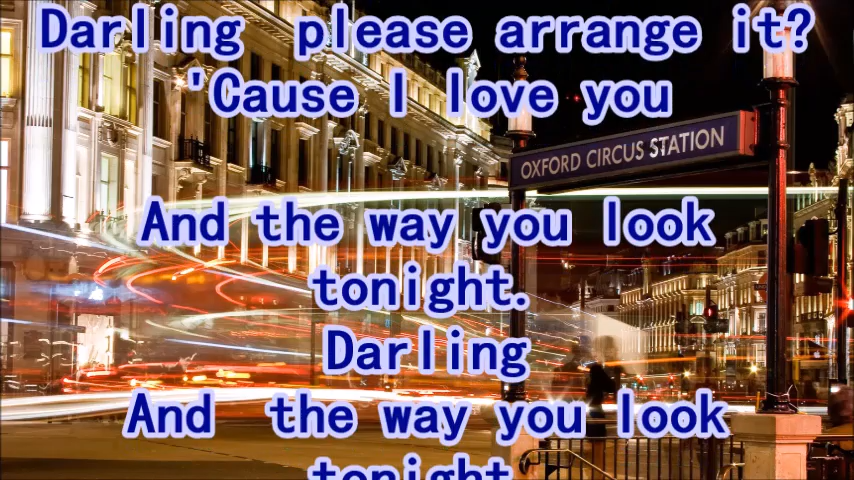 Darling please arrange it?
'Cause I love you
OXFORD CIRCUS STATION
And the way you look
tonight.
Darling
And the way you look
tonight.